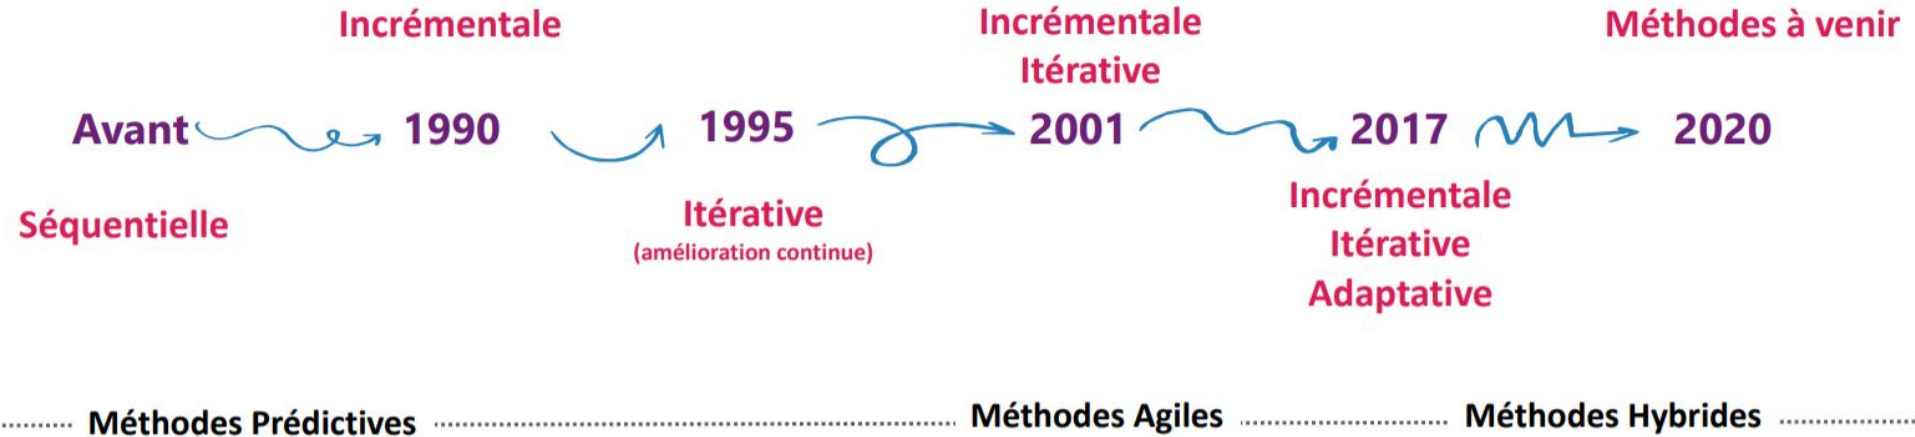 Incrémentale
Incrémentale
Itérative
Méthodes à venir
Avant 1990 1995 2001 2017 2020
Séquentielle
Itérative
(amélioration continue)
Incrémentale
Itérative
Adaptative
Méthodes Prédictives
Méthodes Agiles
Méthodes Hybrides